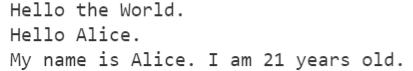 Hello the World.
Hello Alice.
My name is Alice. I am 21 years old.